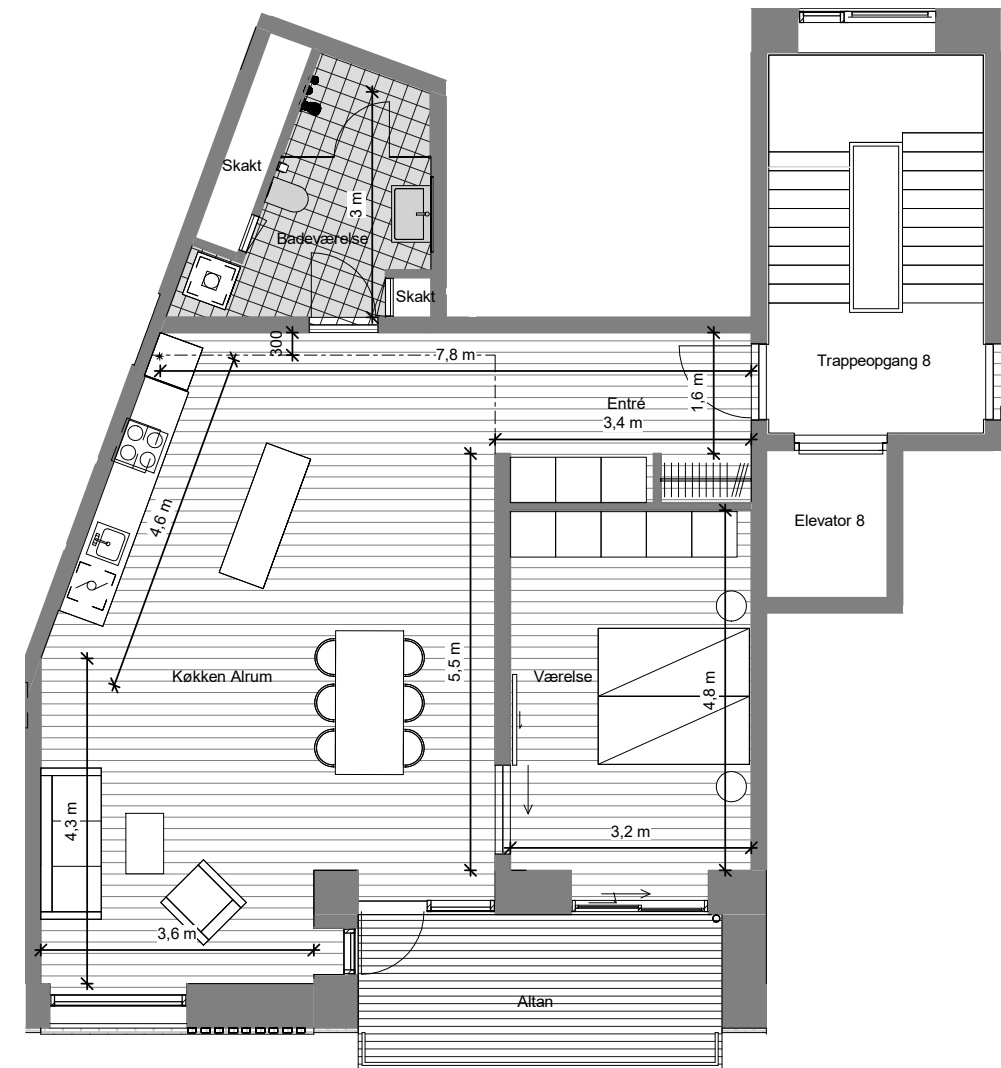 Skakt
3 m
Badeværelse
Skakt
300
7,8 m
Trappeopgang 8
1,6 m
Entré
3,4 m
4,6 m
Elevator 8
5,5 m
Køkken Alrum
Værelse
4,8 m
4,3 m
3,2 m
3,6 m
Altan